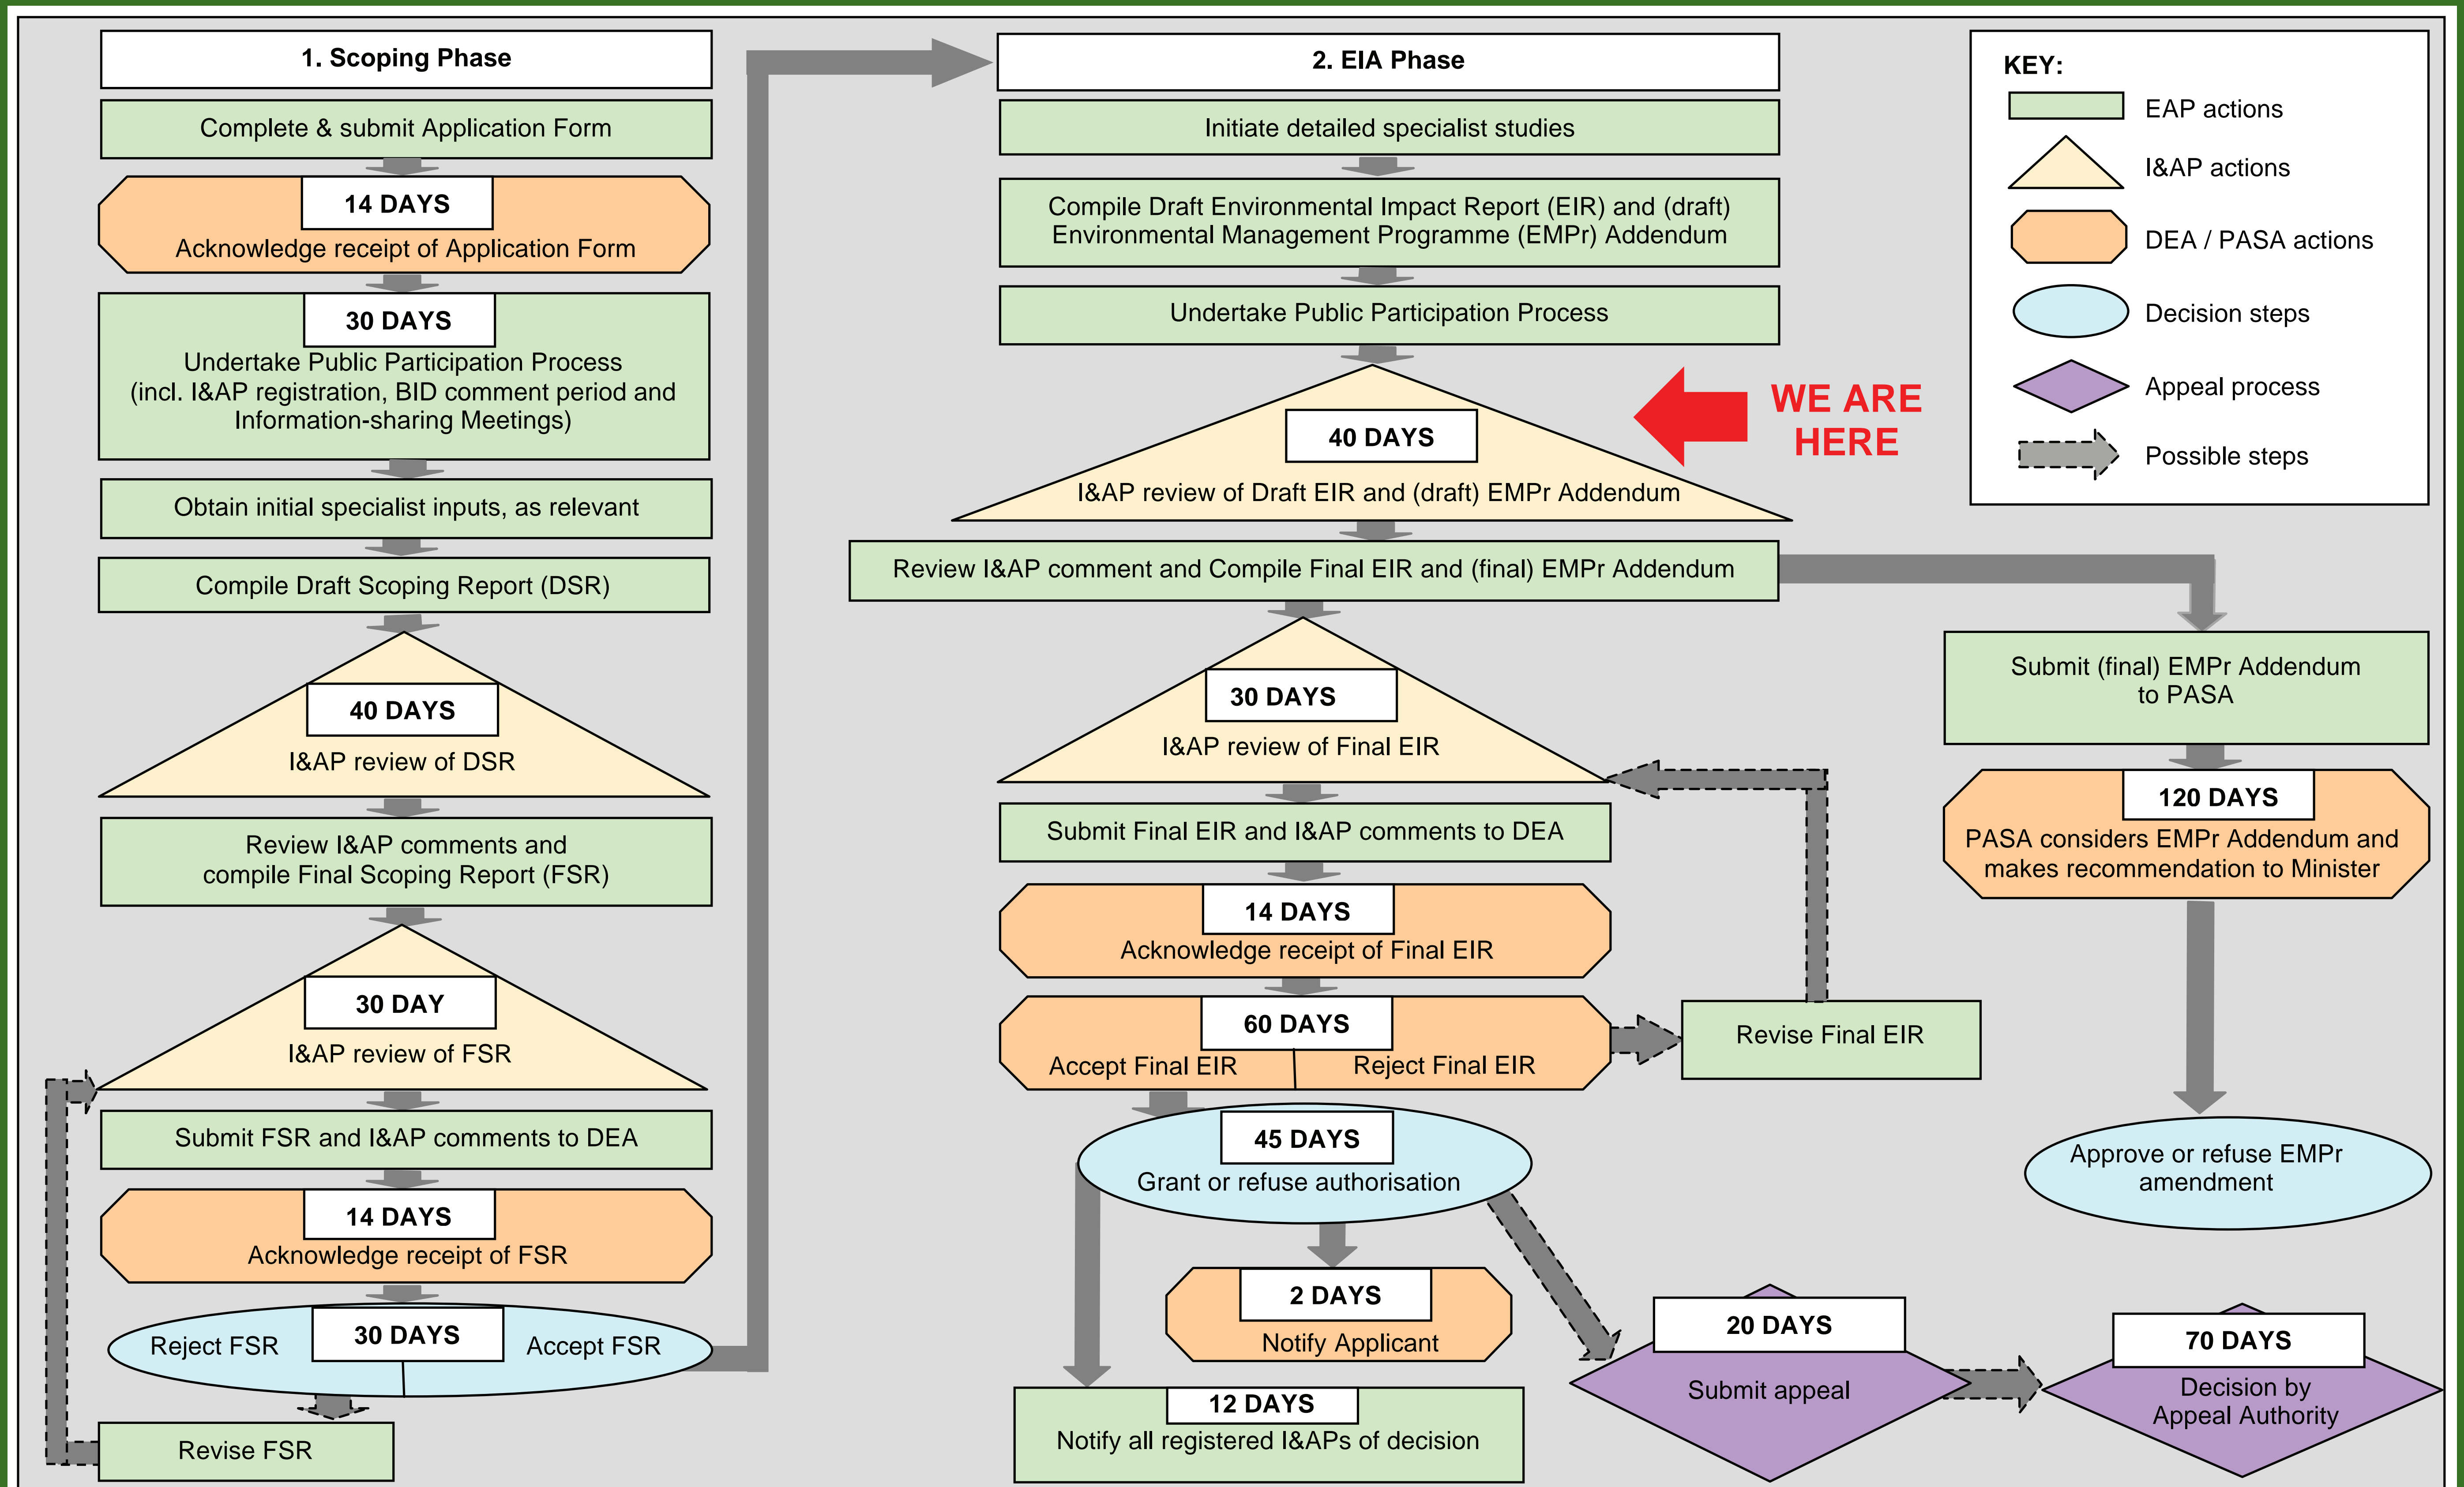 1. Scoping Phase
Complete & submit Application Form
14 DAYS
Acknowledge receipt of Application Form
30 DAYS
Undertake Public Participation Process
(incl. I&AP registration, BID comment period and
Information-sharing Meetings)
Obtain initial specialist inputs, as relevant
Compile Draft Scoping Report (DSR)
40 DAYS
I&AP review of DSR
Review I&AP comments and
compile Final Scoping Report (FSR)
30 DAY
I&AP review of FSR
Submit FSR and I&AP comments to DEA
14 DAYS
Acknowledge receipt of FSR
Reject FSR
30 DAYS
Accept FSR
Revise FSR
2. EIA Phase
Initiate detailed specialist studies
Compile Draft Environmental Impact Report (EIR) and (draft)
Environmental Management Programme (EMPr) Addendum
Undertake Public Participation Process
40 DAYS
I&AP review of Draft EIR and (draft) EMPr Addendum
WE ARE
HERE
Review I&AP comment and Compile Final EIR and (final) EMPr Addendum
30 DAYS
I&AP review of Final EIR
Submit Final EIR and I&AP comments to DEA
14 DAYS
Acknowledge receipt of Final EIR
60 DAYS
Accept Final EIR
Reject Final EIR
Revise Final EIR
45 DAYS
Grant or refuse authorisation
2 DAYS
Notify Applicant
12 DAYS
Notify all registered I&APs of decision
20 DAYS
Submit appeal
70 DAYS
Decision by
Appeal Authority
Submit (final) EMPr Addendum
to PASA
120 DAYS
PASA considers EMPr Addendum and
makes recommendation to Minister
Approve or refuse EMPr
amendment
KEY:
EAP actions
I&AP actions
DEA / PASA actions
Decision steps
Appeal process
Possible steps